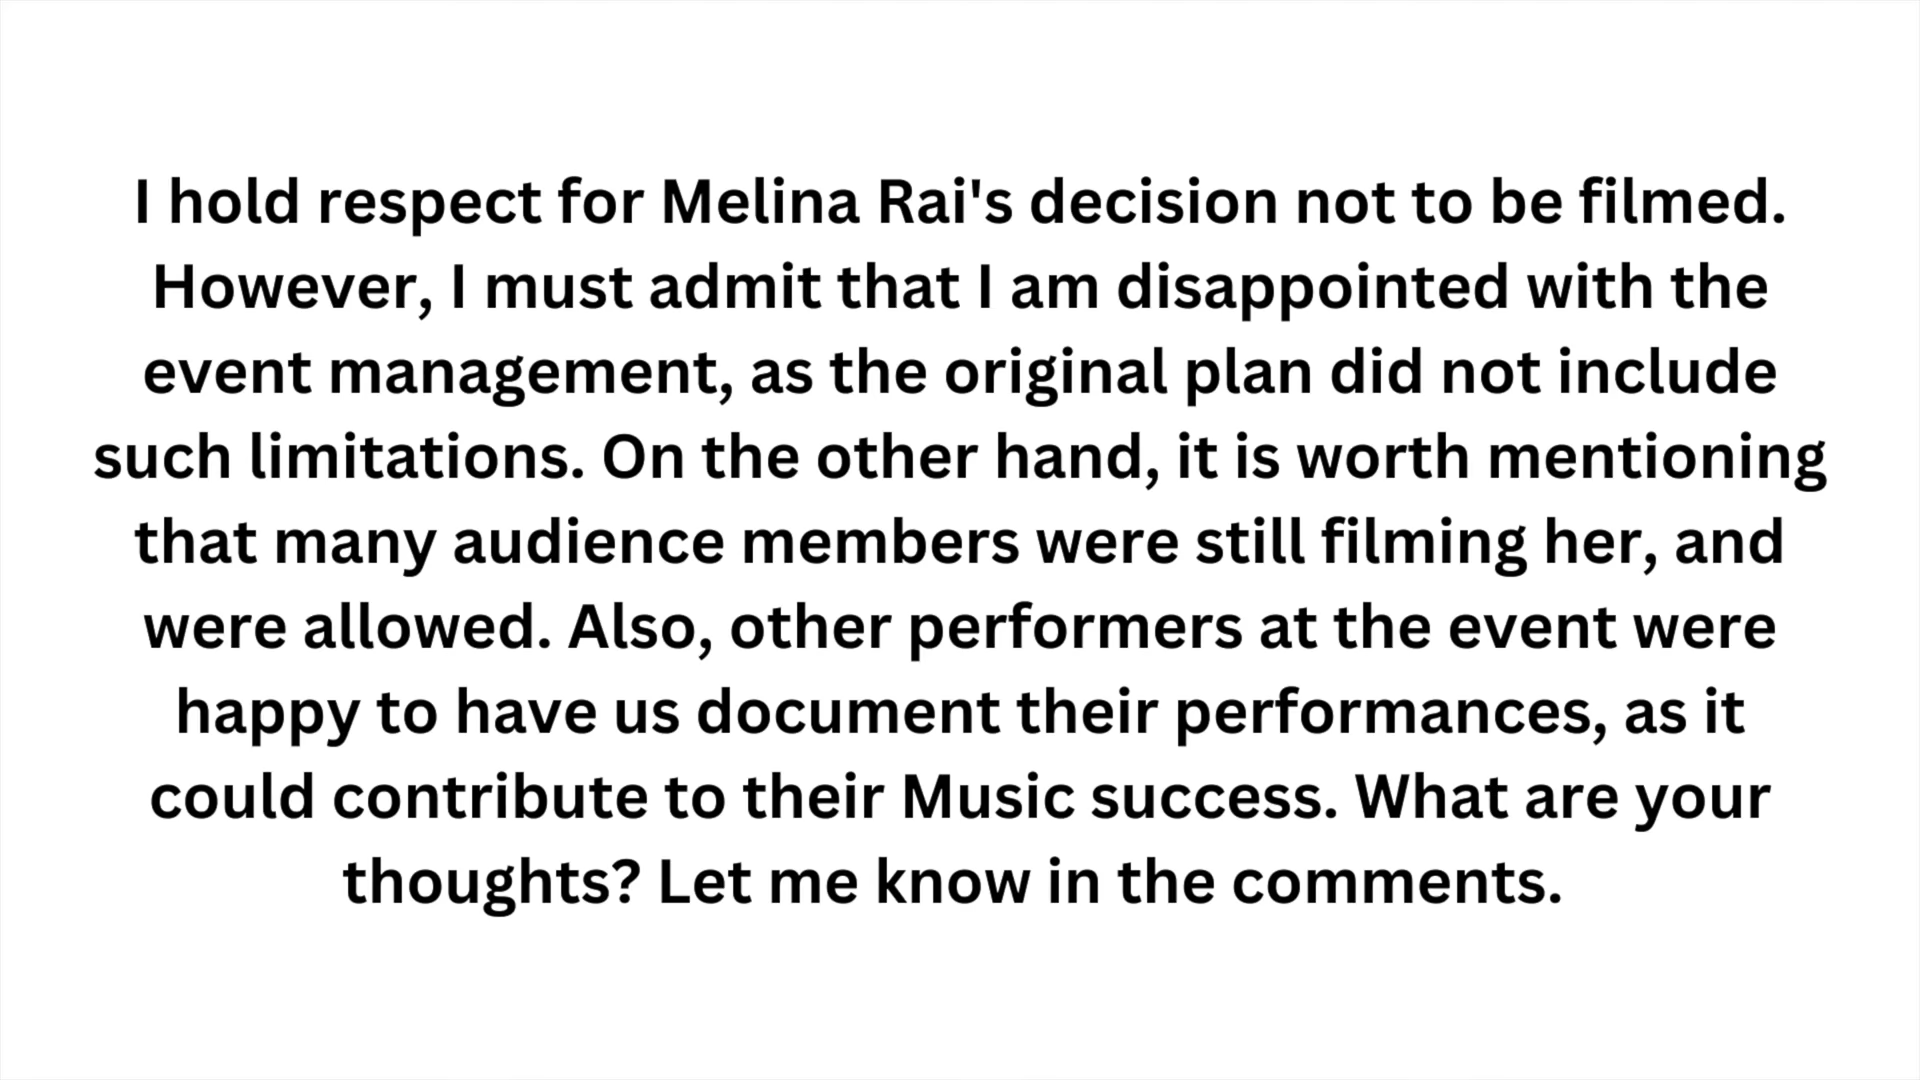 I hold respect for Melina Rai's decision not to be filmed.
However, I must admit that I am disappointed with the
event management, as the original plan did not include
such limitations. On the other hand, it is worth mentioning
that many audience members were still filming her, and
were allowed. Also, other performers at the event were
happy to have us document their performances, as it
could contribute to their Music success. What are your
thoughts? Let me know in the comments.